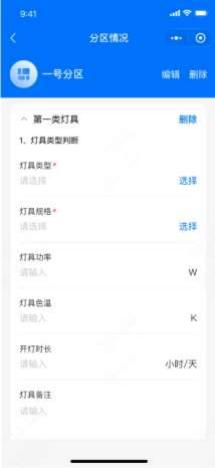 9:41
分区情况
一号分区 编辑 删除
第一类灯具 删除
1、灯具类型判断
灯具类型*
请选择 选择
灯具规格*
请选择 选择
灯具功率
请输入 W
灯具色温
请输入 K
开灯时长
请输入 小时/天
灯具备注
请输入